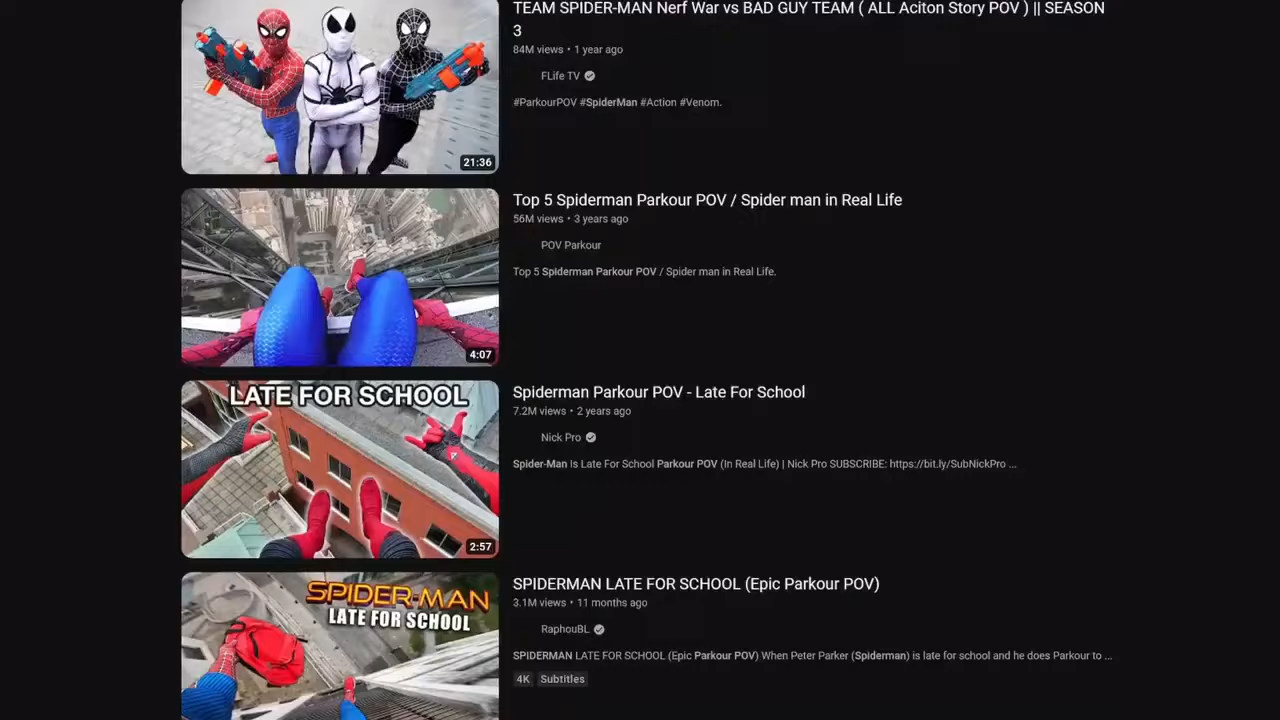 TEAM SPIDER-MAN Nerf War vs BAD GUY TEAM ( ALL Aciton Story POV ) || SEASON
3
84M views • 1 year ago
FLife TV
#ParkourPOV #SpiderMan #Action #Venom.
21:36
Top 5 Spiderman Parkour POV / Spider man in Real Life
56M views • 3 years ago
POV Parkour
Top 5 Spiderman Parkour POV / Spider man in Real Life.
4:07
LATE FOR SCHOOL
Spiderman Parkour POV - Late For School
7.2M views • 2 years ago
Nick Pro
Spider-Man Is Late For School Parkour POV (In Real Life) | Nick Pro SUBSCRIBE: https://bit.ly/SubNickPro ...
2:57
SPIDER-MAN
LATE FOR SCHOOL
SPIDERMAN LATE FOR SCHOOL (Epic Parkour POV)
3.1M views • 11 months ago
RaphouBL
SPIDERMAN LATE FOR SCHOOL (Epic Parkour POV) When Peter Parker (Spiderman) is late for school and he does Parkour to ...
4K Subtitles